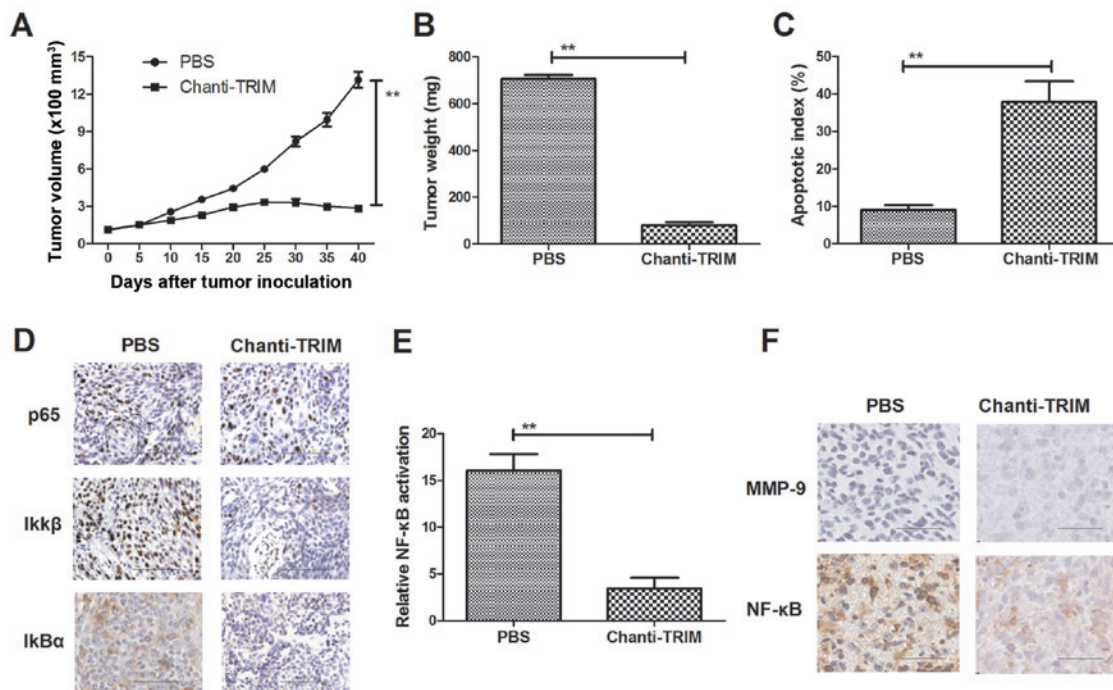 A
Tumor volume (x100 mm³)
15
12
9
6
3
0
PBS
Chanti-TRIM
**
0 5 10 15 20 25 30 35 40
Days after tumor inoculation
B
Tumor weight (mg)
800
600
400
200
0
**
PBS Chanti-TRIM
C
Apoptotic index (%)
50
40
30
20
10
0
**
PBS Chanti-TRIM
D
PBS Chanti-TRIM
p65
Ikkβ
IkBα
E
Relative NF-κB activation
20
15
10
5
0
**
PBS Chanti-TRIM
F
PBS Chanti-TRIM
MMP-9
NF-κB